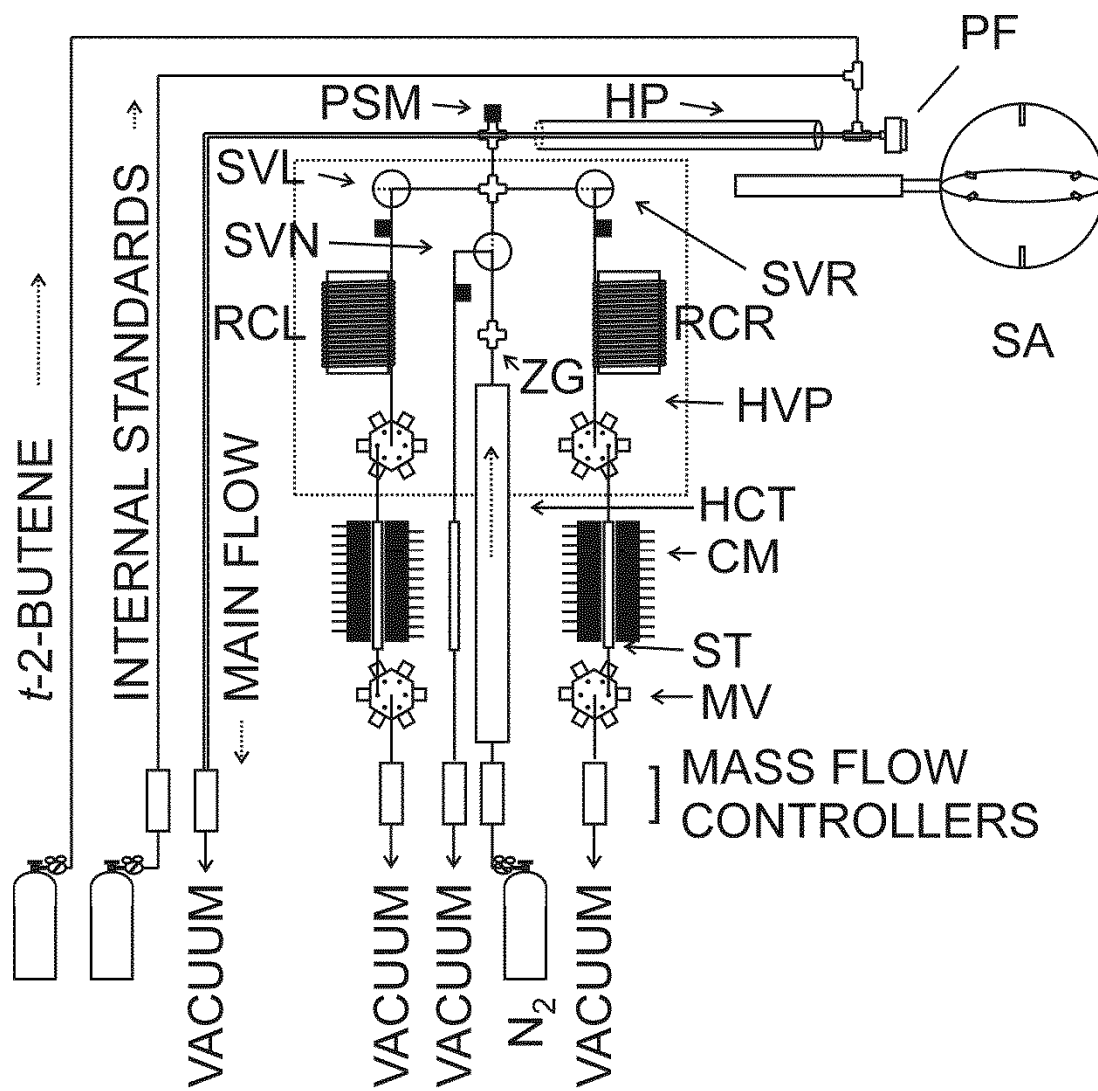 PF
PSM
HP
SVL
SVN
SVR
RCL
RCR
SA
ZG
HVP
t-2-BUTENE
INTERNAL STANDARDS
MAIN FLOW
HCT
CM
ST
MV
MASS FLOW
CONTROLLERS
VACUUM
VACUUM
VACUUM
N₂
VACUUM